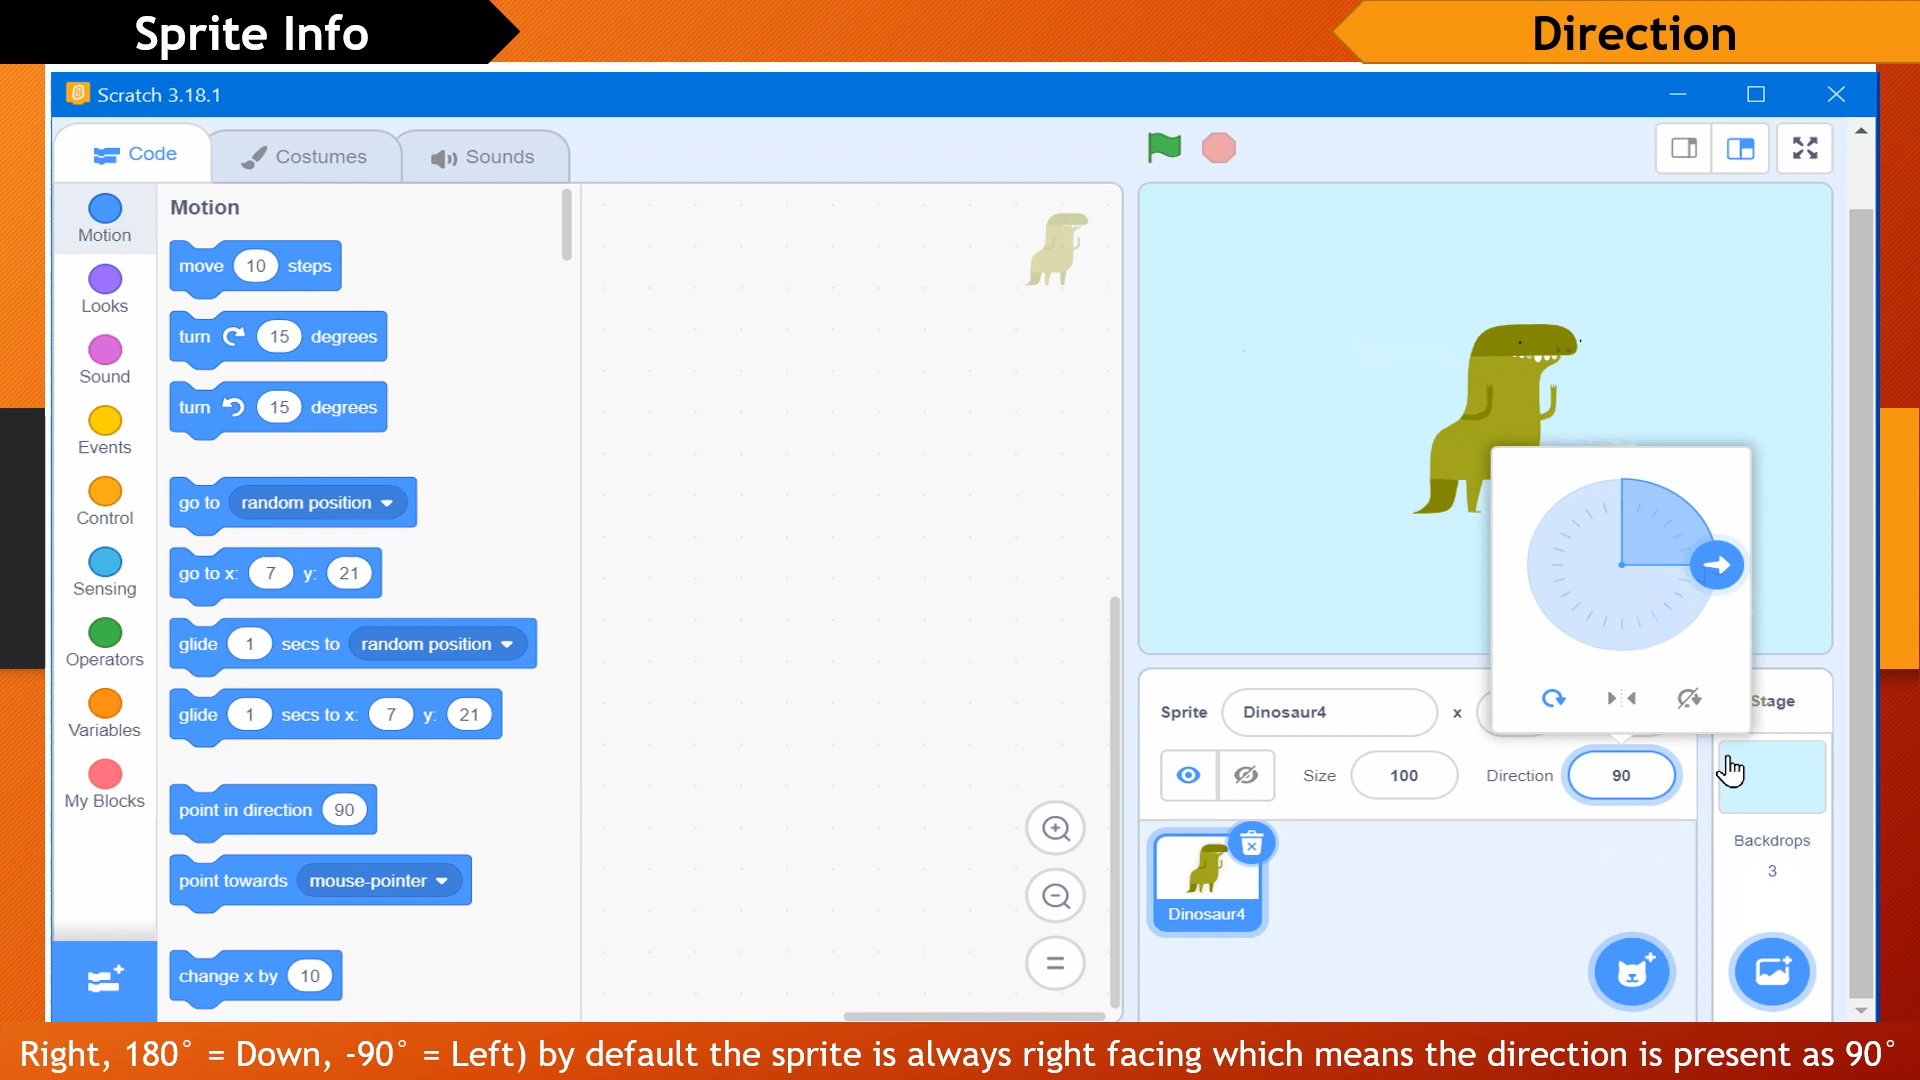 Sprite Info
Direction
Scratch 3.18.1
Code
Costumes
Sounds
Motion
Looks
Sound
Events
Control
Sensing
Operators
Variables
My Blocks
Motion
move 10 steps
turn 15 degrees
turn 15 degrees
go to random position
go to x: 7 y: 21
glide 1 secs to random position
glide 1 secs to x: 7 y: 21
point in direction 90
point towards mouse-pointer
change x by 10
Sprite Dinosaur4 x
Size 100 Direction 90
Dinosaur4
Stage
Backdrops
3
Right, 180° = Down, -90° = Left) by default the sprite is always right facing which means the direction is present as 90°